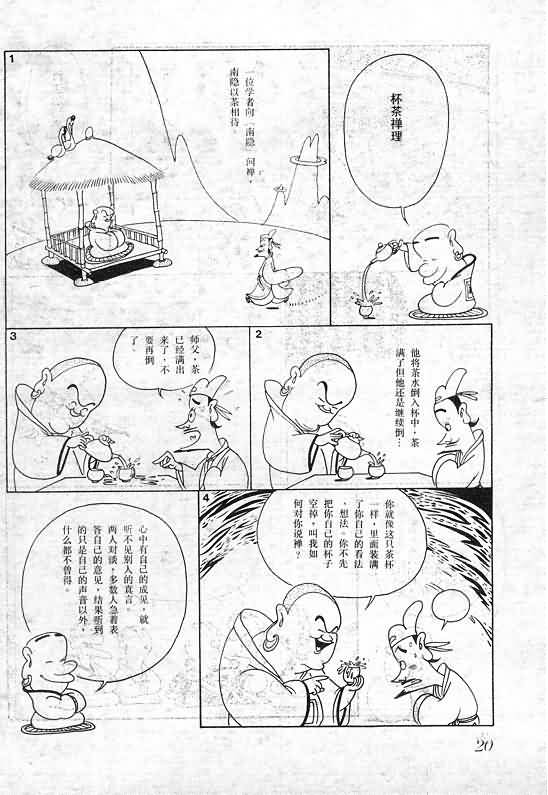 杯茶禅理
1
一位学者向「南隐」问禅，
南隐以茶相待。
2
他将茶水倒入杯中，茶
满了但他还是继续倒…
3
师父，茶
已经满出
来了，不
要再倒
了。
4
你就像这只茶杯
一样，里面装满
了你自己的看法
、想法。你不先
把你自己的杯子
空掉，叫我如
何对你说禅？
心中有自己的成见，就
听不见别人的真言。
两人对谈，多数人急着表
答自己的意见，结果听到
的只是自己的声音以外，
什么都不曾得。
20